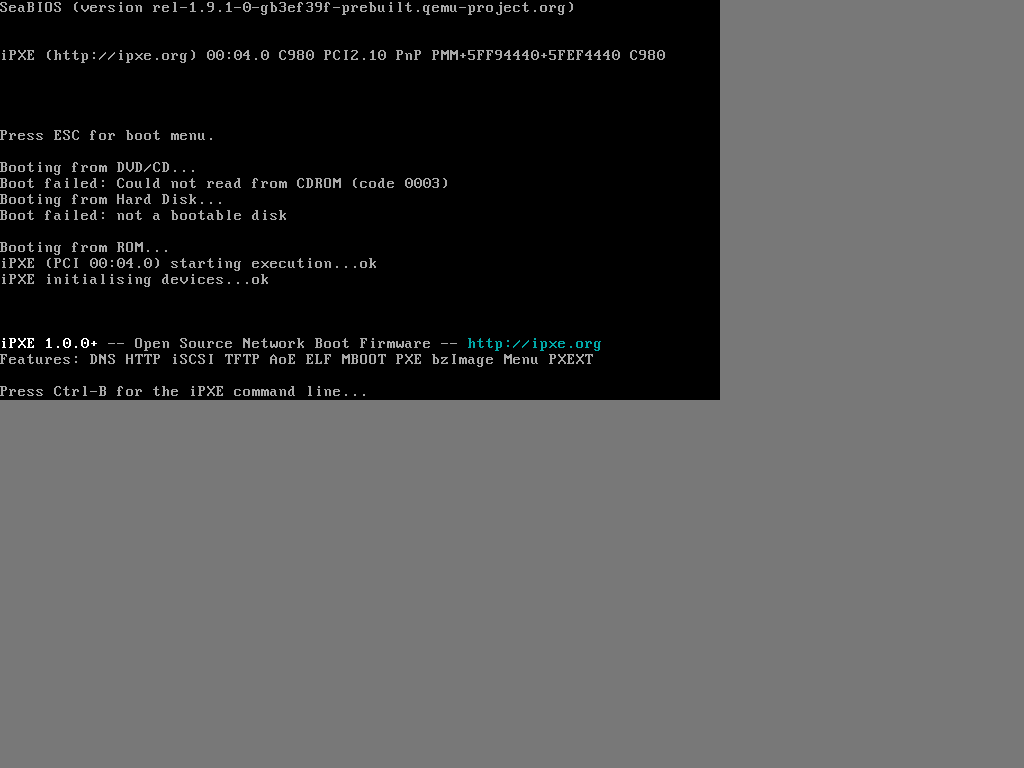 SeaBIOS (version rel-1.9.1-0-gb3ef39f-prebuilt.qemu-project.org)
iPXE (http://ipxe.org) 00:04.0 C980 PCI2.10 PnP PMM+5FF94440+5FEF4440 C980
Press ESC for boot menu.
Booting from DVD/CD...
Boot failed: Could not read from CDROM (code 0003)
Booting from Hard Disk...
Boot failed: not a bootable disk
Booting from ROM...
iPXE (PCI 00:04.0) starting execution...ok
iPXE initialising devices...ok
iPXE 1.0.0+ -- Open Source Network Boot Firmware -- http://ipxe.org
Features: DNS HTTP iSCSI TFTP AoE ELF MBOOT PXE bzImage Menu PXEXT
Press Ctrl-B for the iPXE command line...